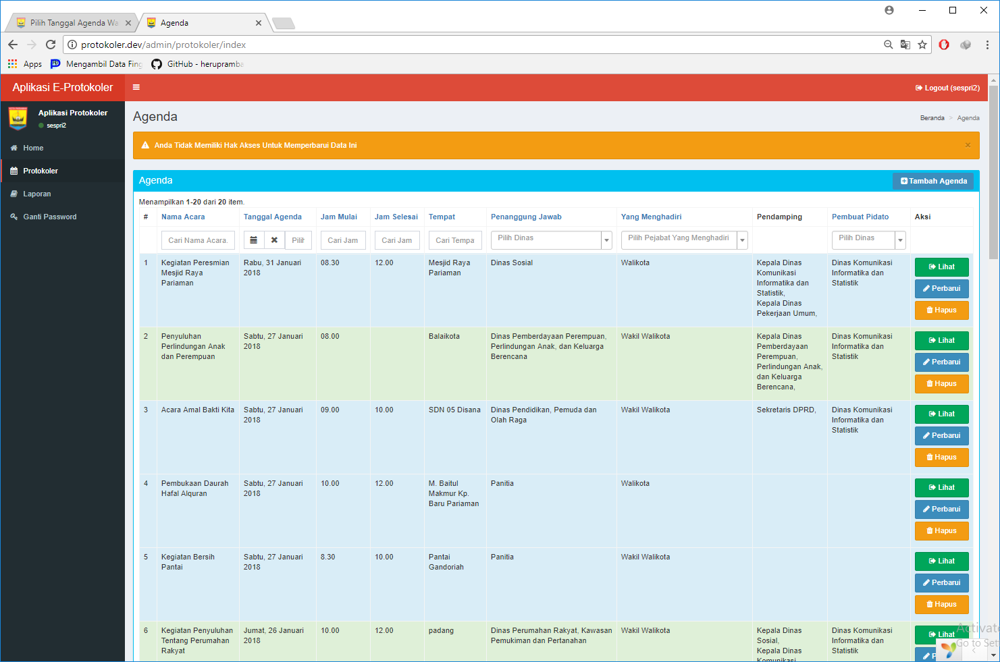 Pilih Tanggal Agenda Wa
Agenda
protokoler.dev/admin/protokoler/index
Apps
Mengambil Data Fing
GitHub - herupramba
Aplikasi E-Protokoler
Logout (sespri2)
Aplikasi Protokoler
sespri2
Home
Protokoler
Laporan
Ganti Password
Agenda
Beranda > Agenda
Anda Tidak Memiliki Hak Akses Untuk Memperbarui Data Ini
×
Agenda
Tambah Agenda
Menampilkan 1-20 dari 20 item.
# Nama Acara Tanggal Agenda Jam Mulai Jam Selesai Tempat Penanggung Jawab Yang Menghadiri Pendamping Pembuat Pidato Aksi
Cari Nama Acara. Pilih Cari Jam Cari Jam Cari Tempa Pilih Dinas Pilih Pejabat Yang Menghadiri Pilih Dinas
1
Kegiatan Peresmian
Mesjid Raya
Pariaman
Rabu, 31 Januari
2018
08.30
12.00
Mesjid Raya
Pariaman
Dinas Sosial
Walikota
Kepala Dinas
Komunikasi
Informatika dan
Statistik,
Kepala Dinas
Pekerjaan Umum,
Dinas Komunikasi
Informatika dan
Statistik
Lihat
Perbarui
Hapus
2
Penyuluhan
Perlindungan Anak
dan Perempuan
Sabtu, 27 Januari
2018
08.00
Balaikota
Dinas Pemberdayaan Perempuan,
Perlindungan Anak, dan Keluarga
Berencana
Wakil Walikota
Kepala Dinas
Pemberdayaan
Perempuan,
Perlindungan Anak,
dan Keluarga
Berencana,
Dinas Komunikasi
Informatika dan
Statistik
Lihat
Perbarui
Hapus
3
Acara Amal Bakti Kita
Sabtu, 27 Januari
2018
09.00
10.00
SDN 05 Disana
Dinas Pendidikan, Pemuda dan
Olah Raga
Wakil Walikota
Sekretaris DPRD,
Dinas Komunikasi
Informatika dan
Statistik
Lihat
Perbarui
Hapus
4
Pembukaan Daurah
Hafal Alquran
Sabtu, 27 Januari
2018
10.00
12.00
M. Baitul
Makmur Kp.
Baru Pariaman
Panitia
Walikota
Lihat
Perbarui
Hapus
5
Kegiatan Bersih
Pantai
Sabtu, 27 Januari
2018
8.30
10.00
Pantai
Gandoriah
Panitia
Wakil Walikota
Lihat
Perbarui
Hapus
6
Kegiatan Penyuluhan
Tentang Perumahan
Rakyat
Jumat, 26 Januari
2018
10.00
12.00
padang
Dinas Perumahan Rakyat, Kawasan
Pemukiman dan Pertanahan
Wakil Walikota
Kepala Dinas
Sosial,
Kepala Dinas
Komunikasi
Dinas Komunikasi
Informatika dan
Statistik
Lihat
Activate
Go to Set